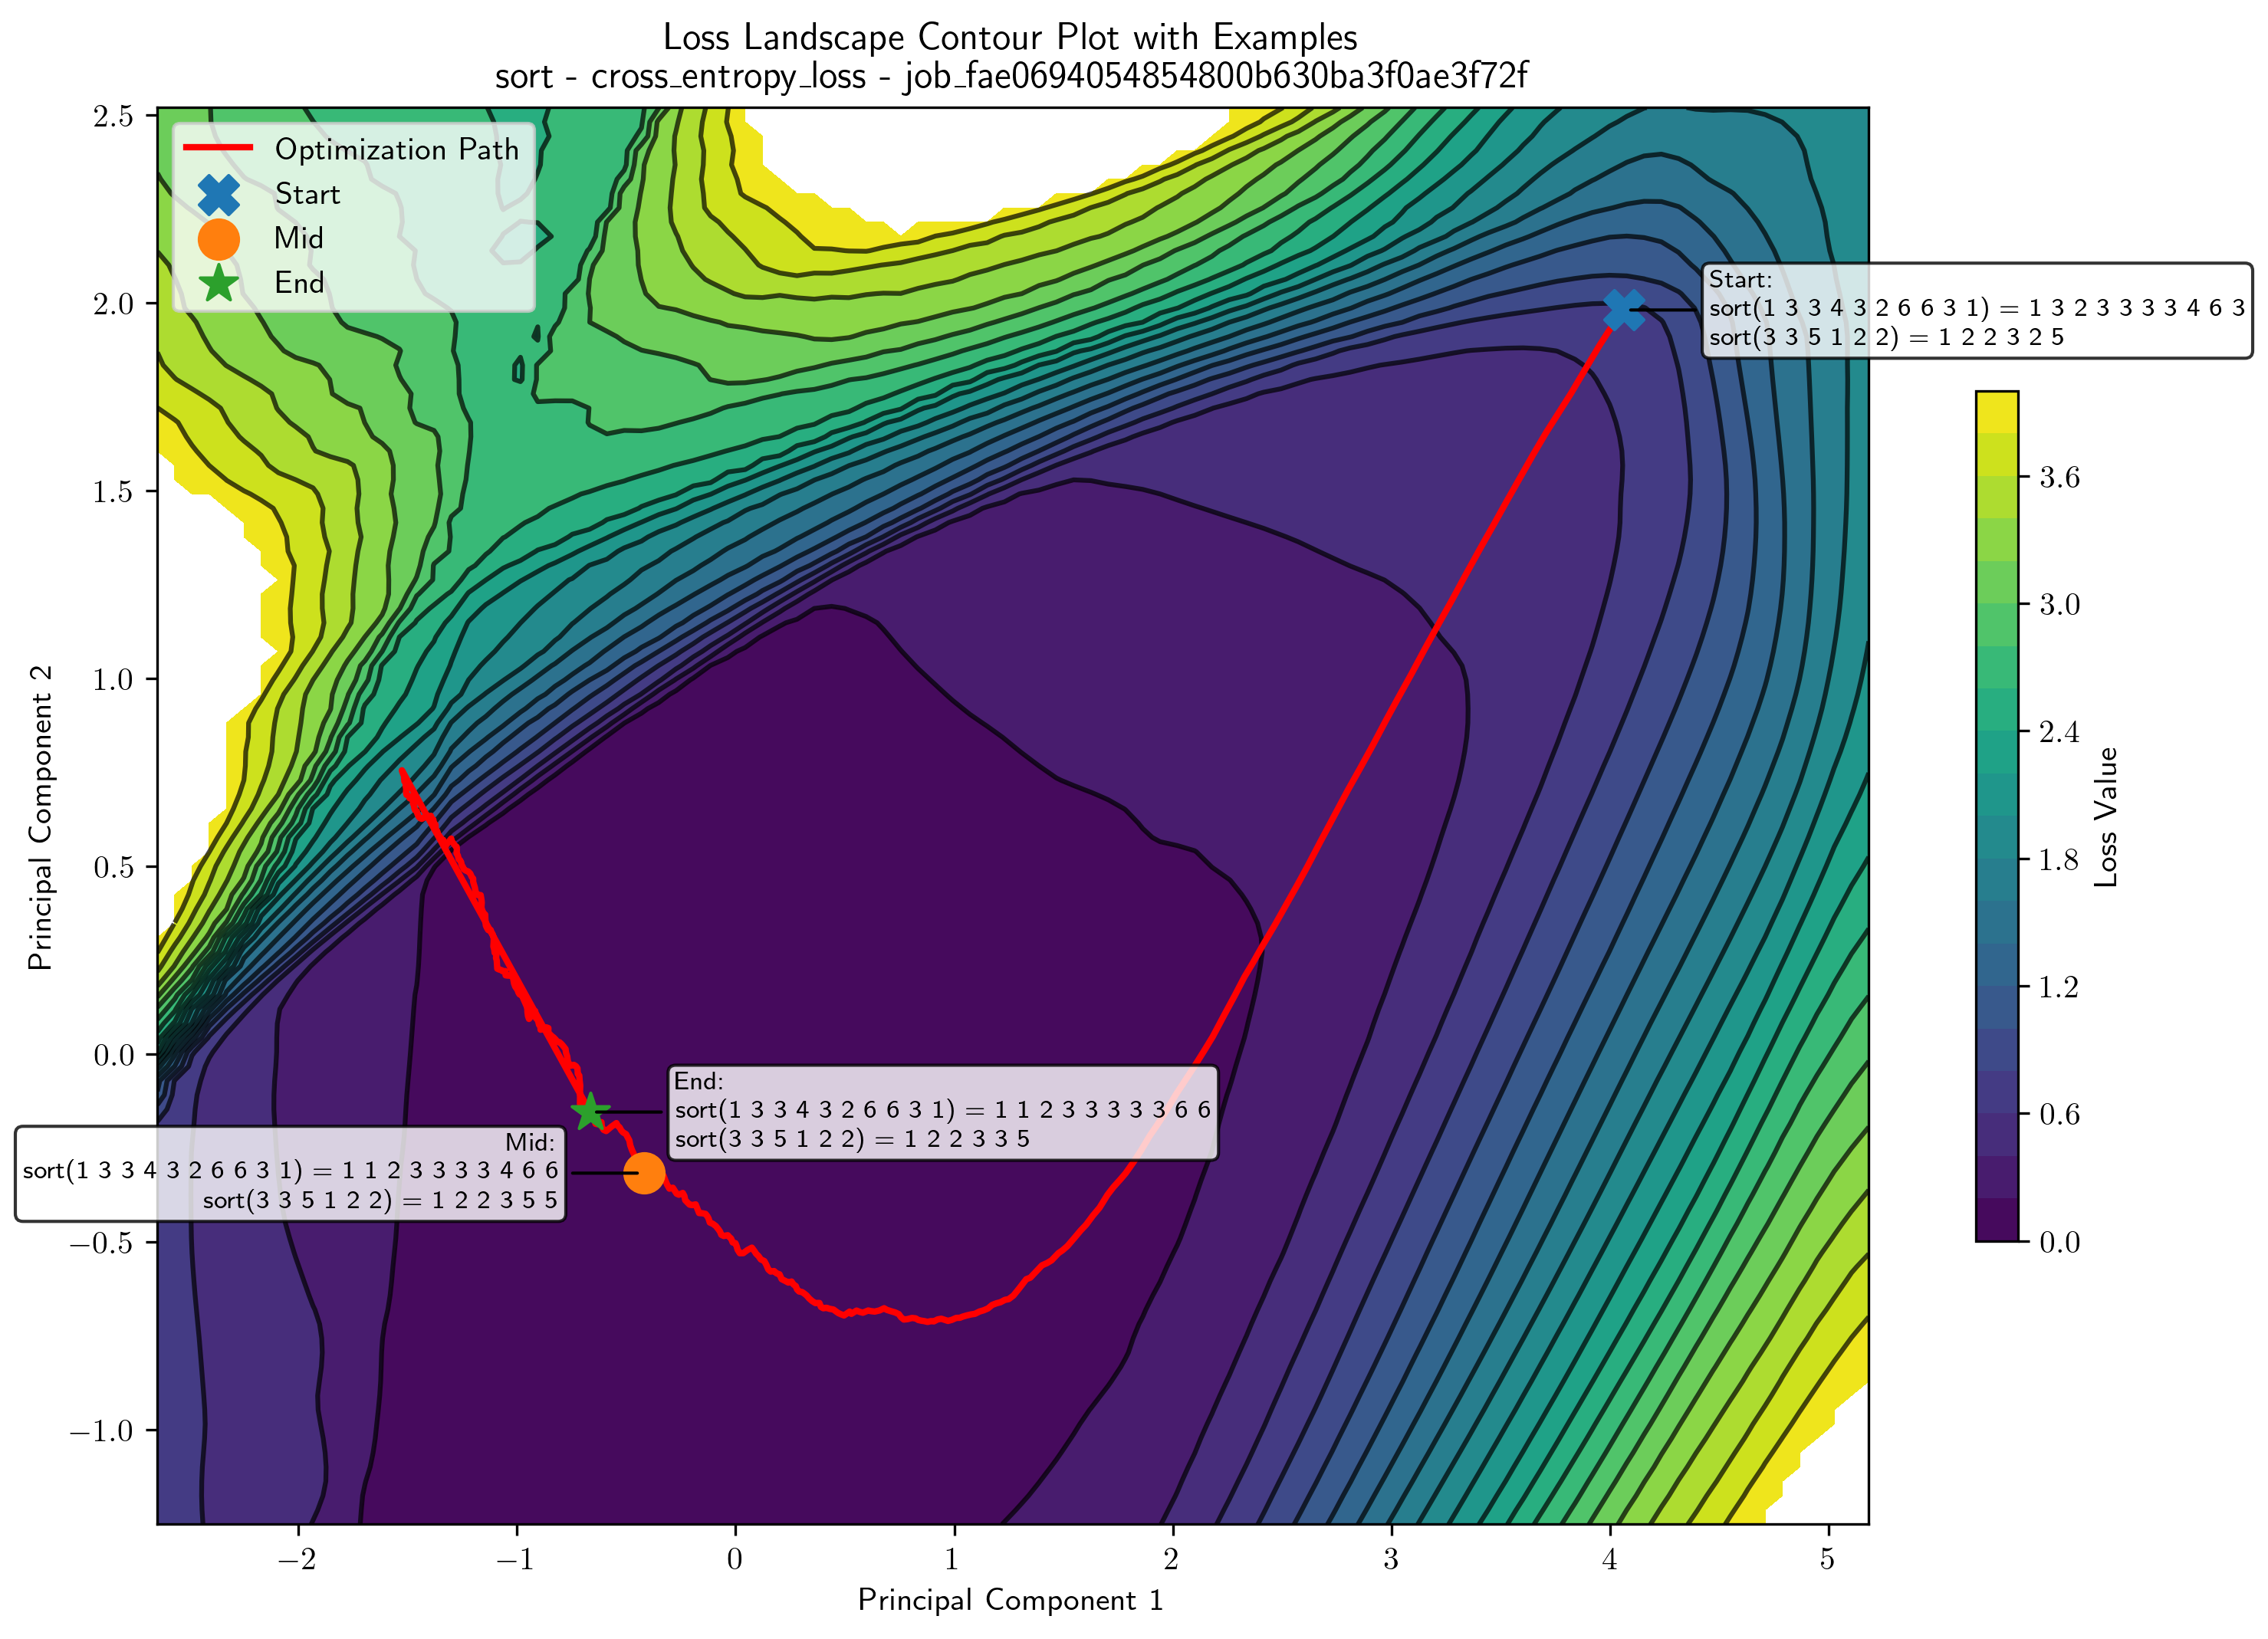 Loss Landscape Contour Plot with Examples
sort - cross_entropy_loss - job_fae0694054854800b630ba3f0ae3f72f
Optimization Path
Start
Mid
End
Start:
sort(1 3 3 4 3 2 6 6 3 1) = 1 3 2 3 3 3 3 4 6 3
sort(3 3 5 1 2 2) = 1 2 2 3 2 5
End:
sort(1 3 3 4 3 2 6 6 3 1) = 1 1 2 3 3 3 3 3 6 6
sort(3 3 5 1 2 2) = 1 2 2 3 3 5
Mid:
sort(1 3 3 4 3 2 6 6 3 1) = 1 1 2 3 3 3 3 4 6 6
sort(3 3 5 1 2 2) = 1 2 2 3 5 5
2.5
2.0
1.5
1.0
0.5
0.0
−0.5
−1.0
Principal Component 2
−2
−1
0
1
2
3
4
5
Principal Component 1
3.6
3.0
2.4
1.8
1.2
0.6
0.0
Loss Value